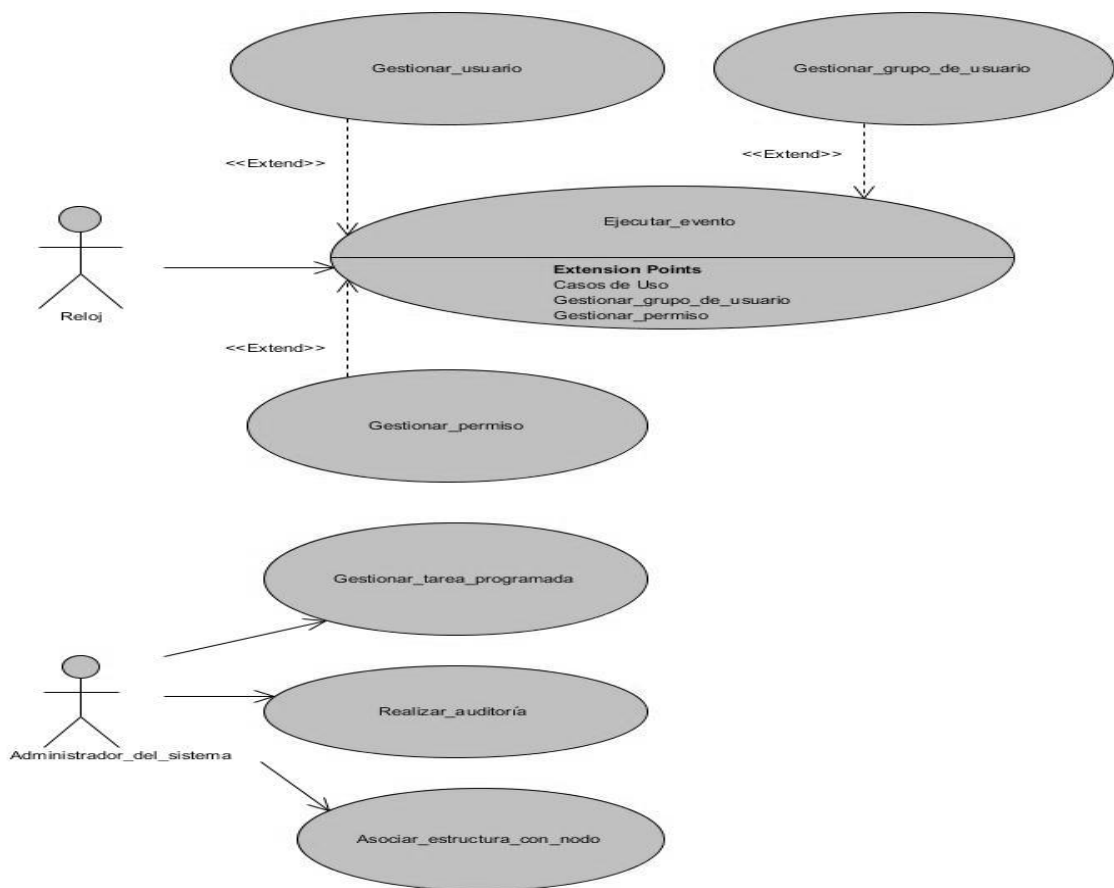 Gestionar_usuario
Gestionar_grupo_de_usuario
<<Extend>>
<<Extend>>
Ejecutar_evento
Extension Points
Casos de Uso
Gestionar_grupo_de_usuario
Gestionar_permiso
Reloj
<<Extend>>
Gestionar_permiso
Gestionar_tarea_programada
Realizar_auditoría
Administrador_del_sistema
Asociar_estructura_con_nodo